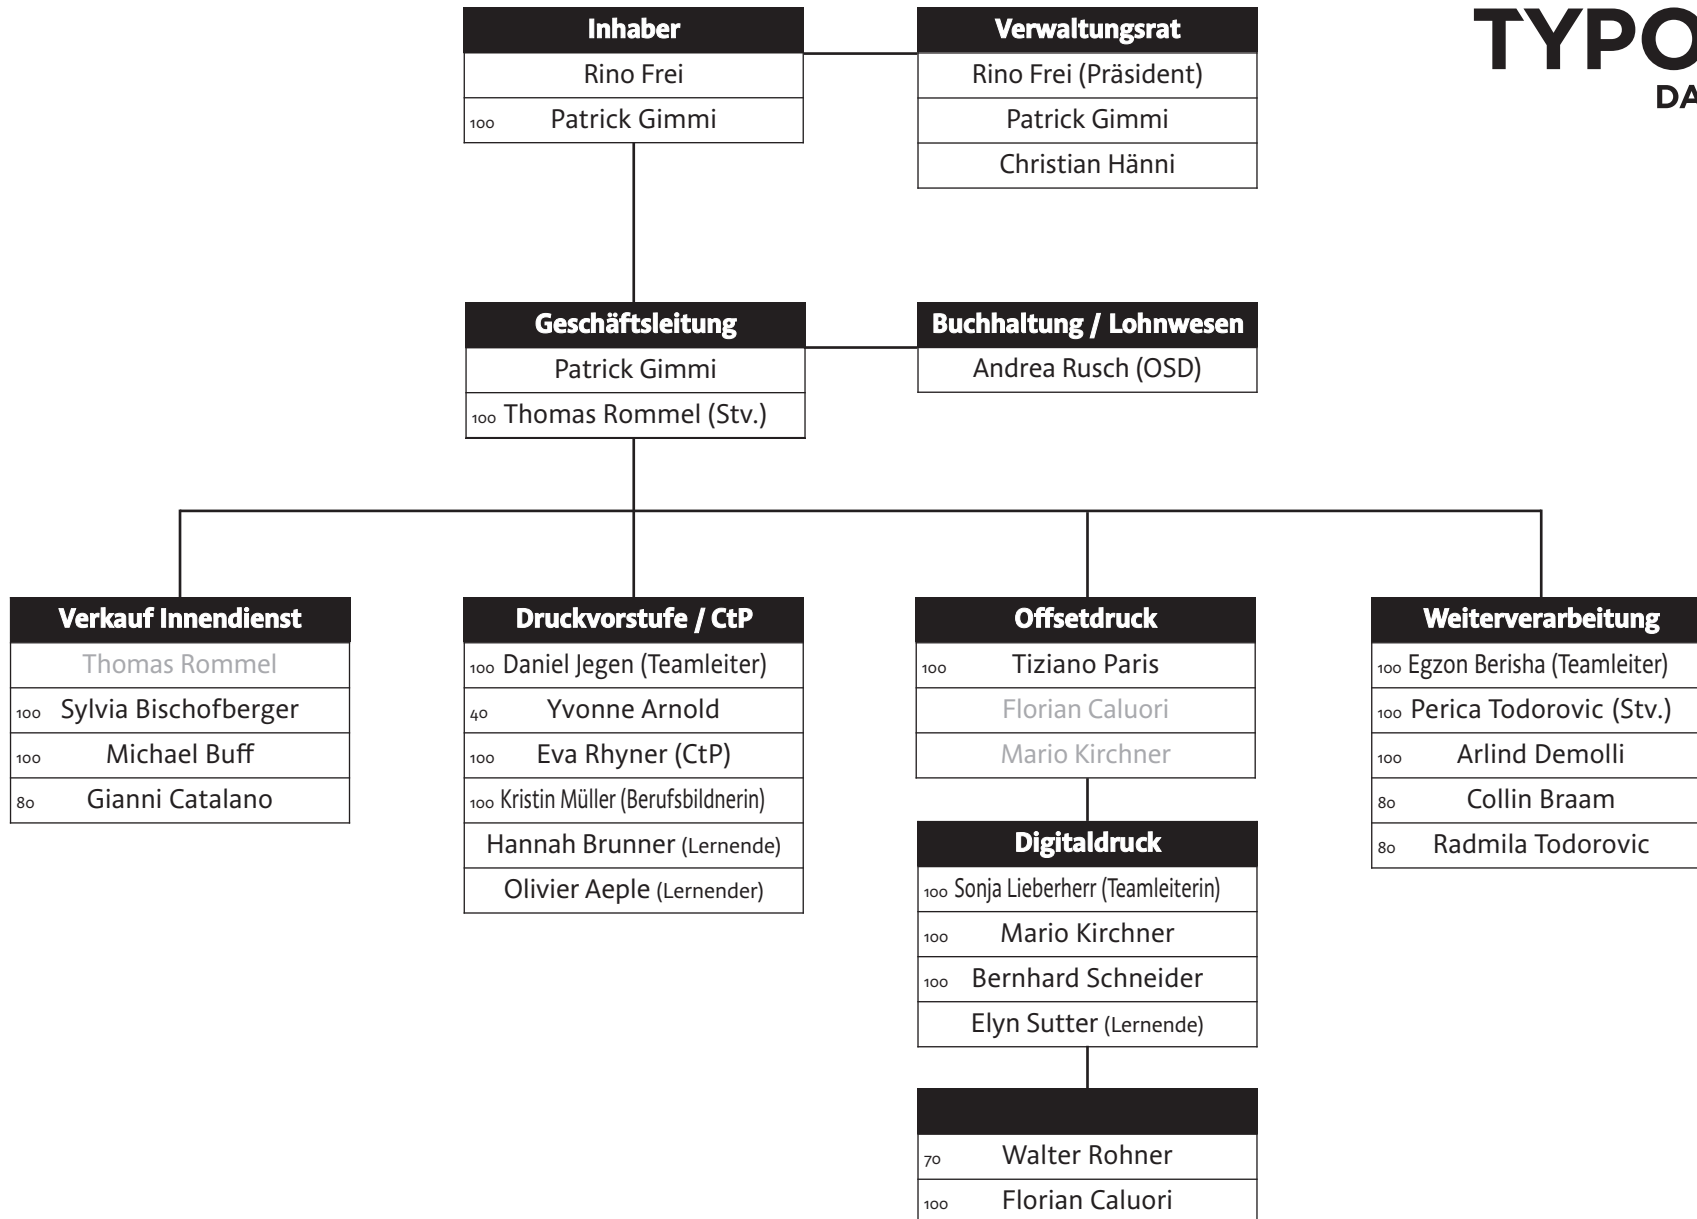 Inhaber
Rino Frei
100 Patrick Gimmi
Verwaltungsrat
Rino Frei (Präsident)
Patrick Gimmi
Christian Hänni
TYPO
DA
Geschäftsleitung
Patrick Gimmi
100 Thomas Rommel (Stv.)
Buchhaltung / Lohnwesen
Andrea Rusch (OSD)
Verkauf Innendienst
Thomas Rommel
100 Sylvia Bischofberger
100 Michael Buff
80 Gianni Catalano
Druckvorstufe / CtP
100 Daniel Jegen (Teamleiter)
40 Yvonne Arnold
100 Eva Rhyner (CtP)
100 Kristin Müller (Berufsbildnerin)
Hannah Brunner (Lernende)
Olivier Aeple (Lernender)
Offsetdruck
100 Tiziano Paris
Florian Caluori
Mario Kirchner
Digitaldruck
100 Sonja Lieberherr (Teamleiterin)
100 Mario Kirchner
100 Bernhard Schneider
Elyn Sutter (Lernende)
70 Walter Rohner
100 Florian Caluori
Weiterverarbeitung
100 Egzon Berisha (Teamleiter)
100 Perica Todorovic (Stv.)
100 Arlind Demolli
80 Collin Braam
80 Radmila Todorovic